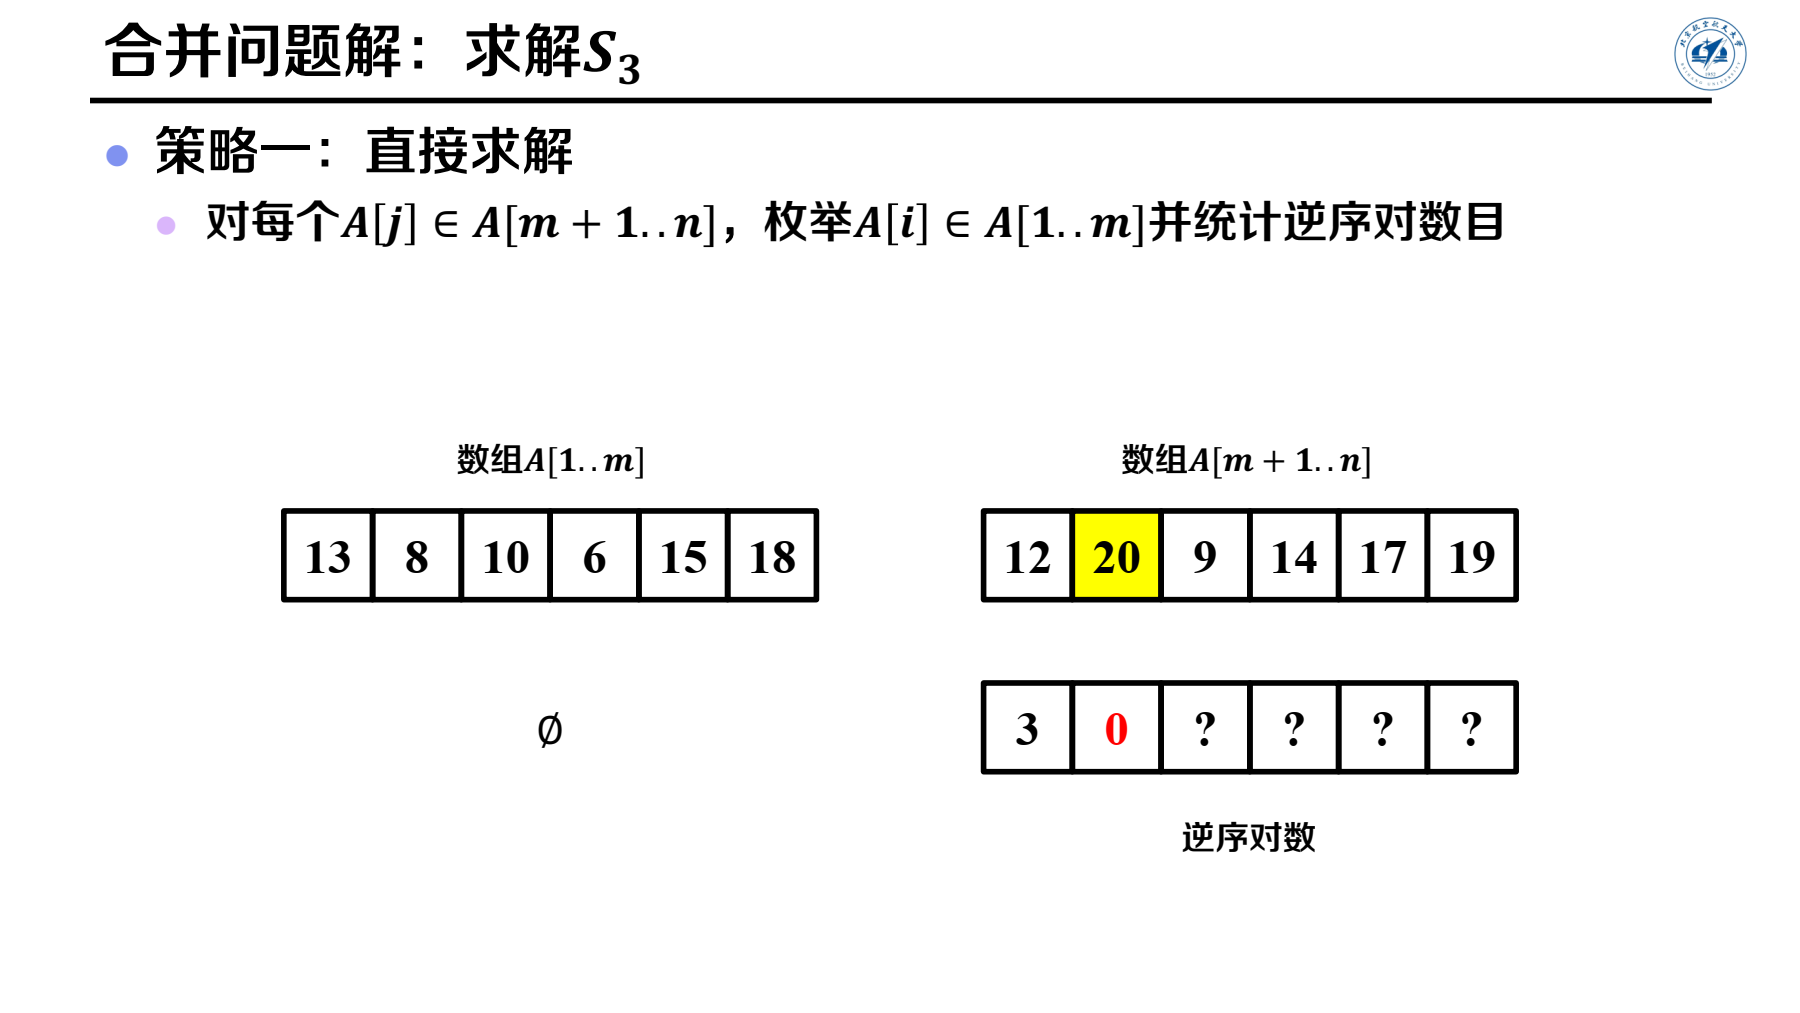 合并问题解：求解S₃
策略一：直接求解
对每个A[j] ∈ A[m + 1..n]，枚举A[i] ∈ A[1..m]并统计逆序对数目
数组A[1..m]
数组A[m + 1..n]
13 8 10 6 15 18
12 20 9 14 17 19
∅
3 0 ? ? ? ?
逆序对数